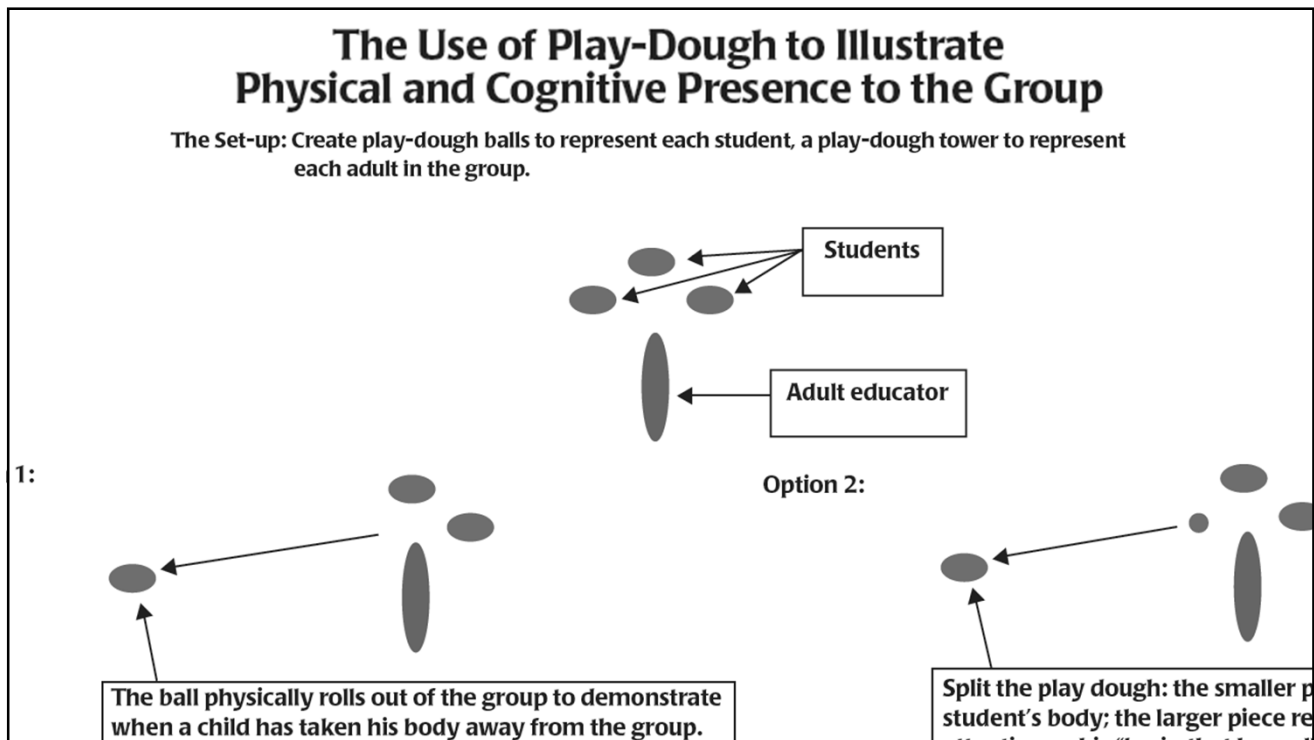 The Use of Play-Dough to Illustrate
Physical and Cognitive Presence to the Group
The Set-up: Create play-dough balls to represent each student, a play-dough tower to represent
each adult in the group.
Students
Adult educator
1:
Option 2:
The ball physically rolls out of the group to demonstrate
when a child has taken his body away from the group.
Split the play dough: the smaller
student's body; the larger piece